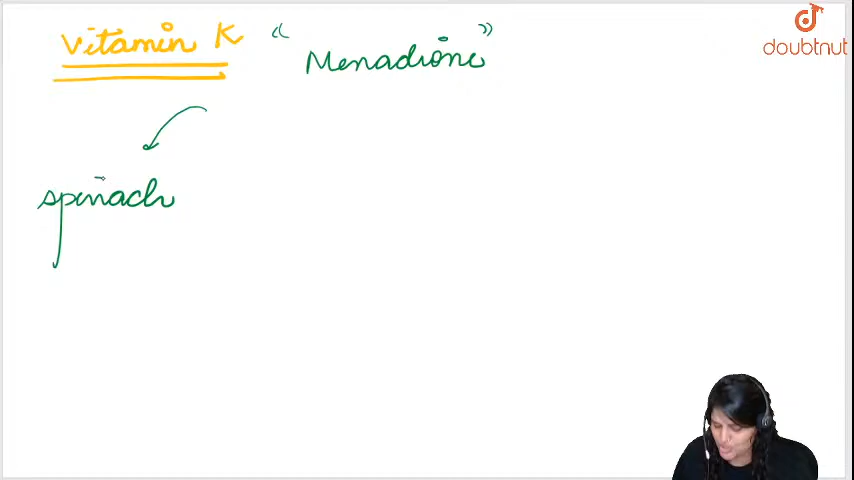 Vitamin K " Menadione "
doubtnut
spinach